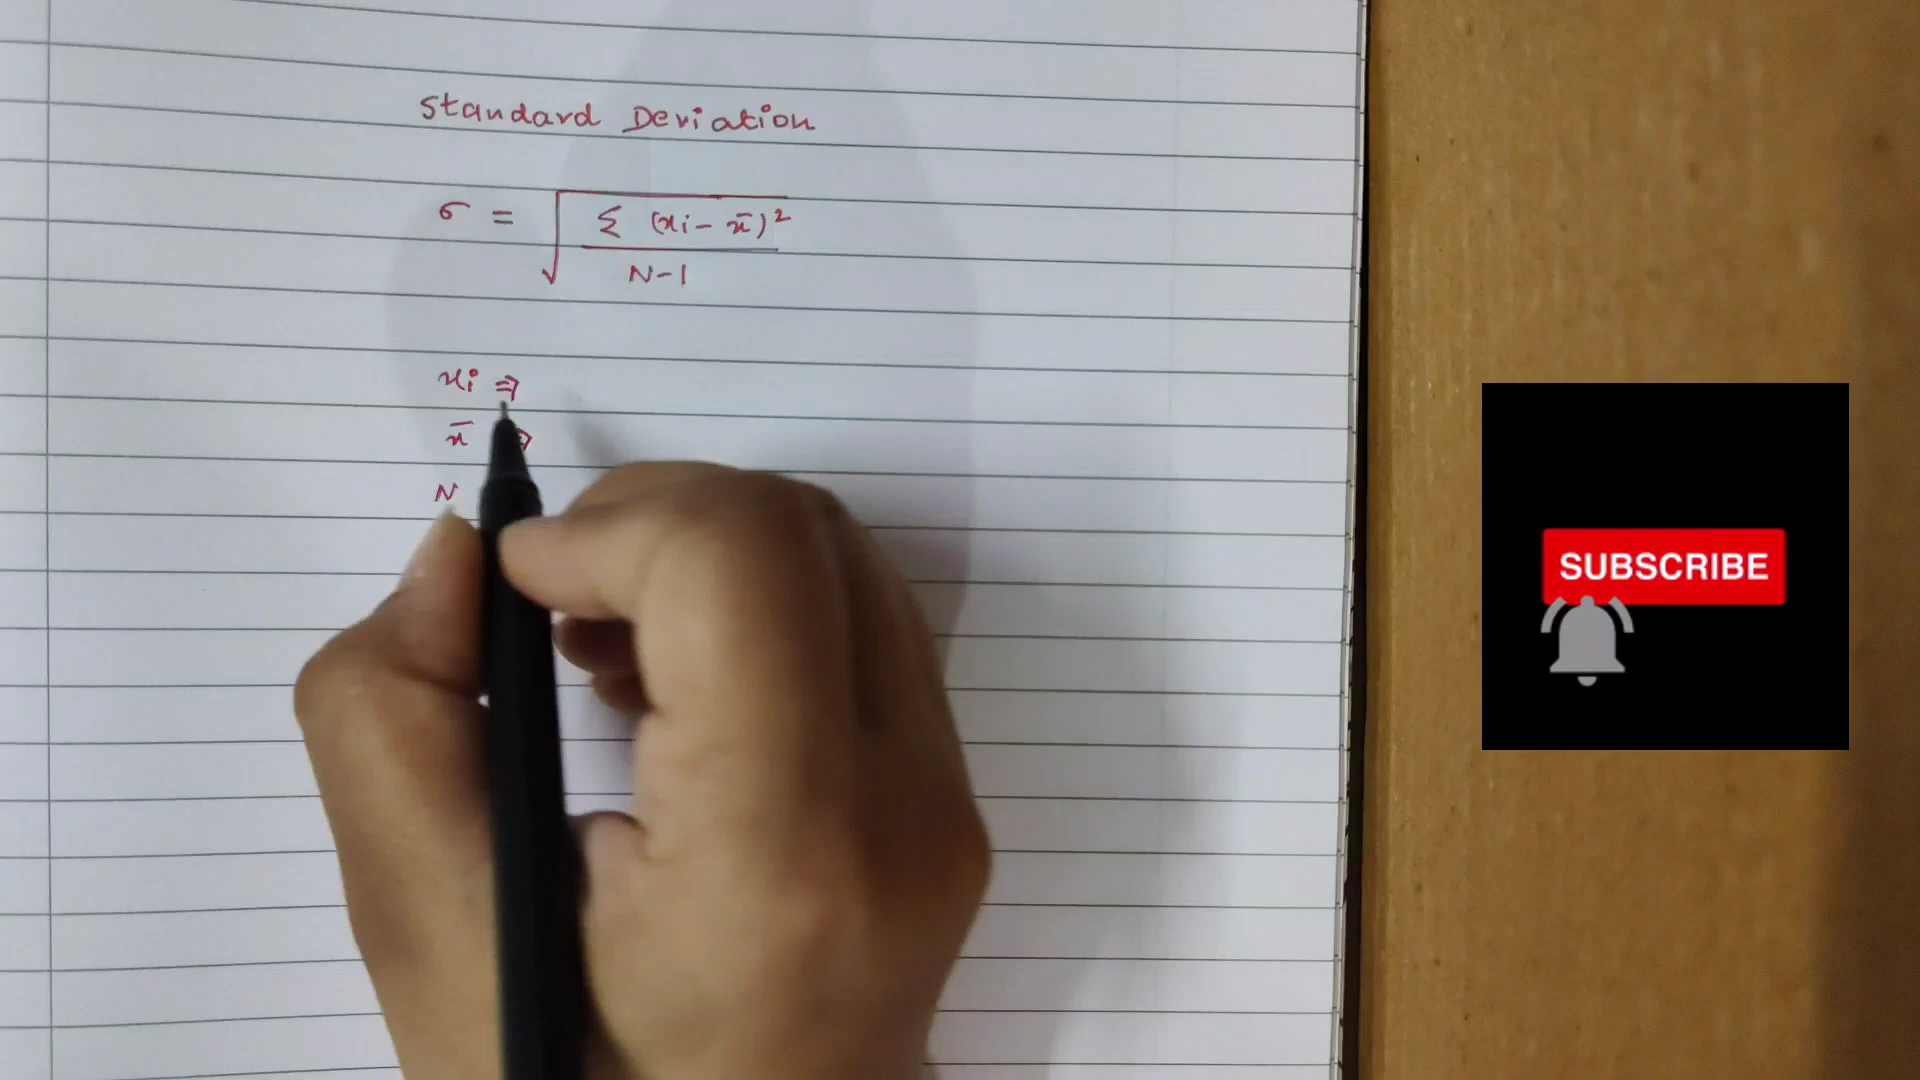 Standard Deviation
σ = √ Σ (xi - x̄)² / N-1
xi ⇒
x̄ ⇒
N
SUBSCRIBE